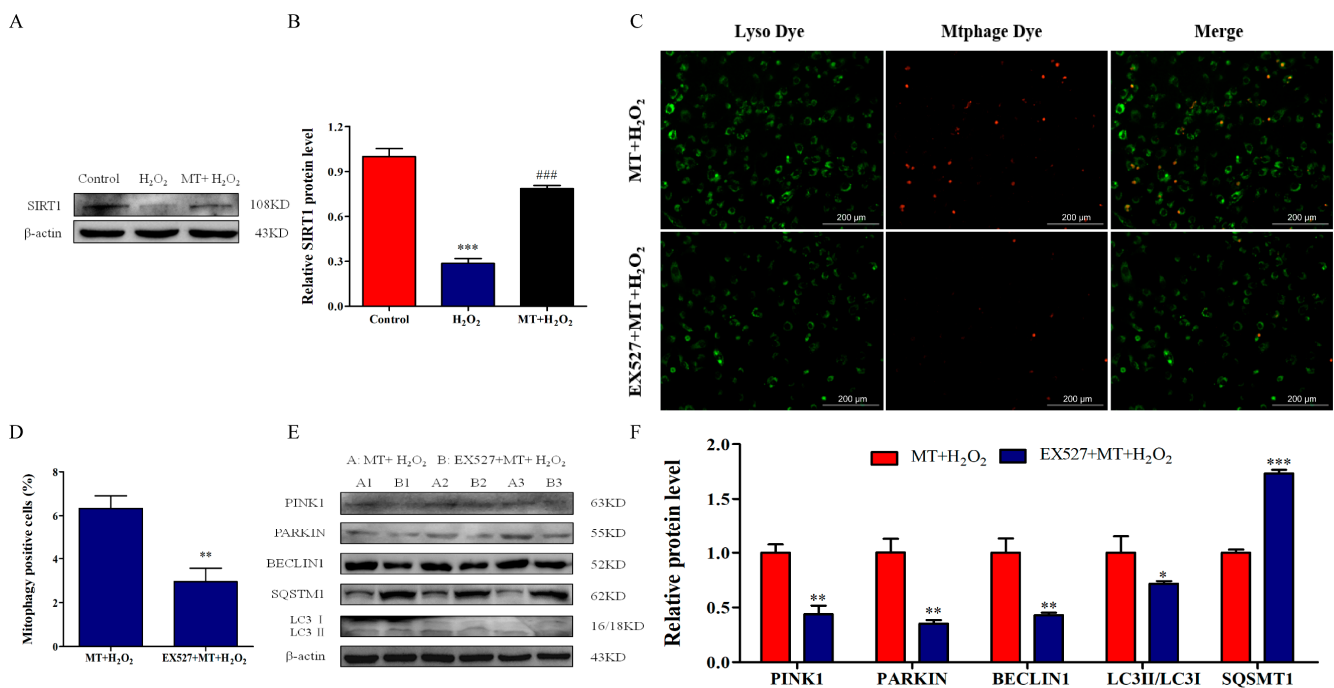 A
Control H₂O₂ MT+ H₂O₂
SIRT1 108KD
β-actin 43KD
B
Relative SIRT1 protein level
1.2
0.9
0.6
0.3
0.0
***
###
Control H₂O₂ MT+H₂O₂
C
Lyso Dye Mtphage Dye Merge
MT+H₂O₂
200 μm 200 μm 200 μm
EX527+MT+H₂O₂
200 μm 200 μm 200 μm
D
Mitophagy positive cells (%)
8
6
4
2
0
**
MT+H₂O₂ EX527+MT+H₂O₂
E
A: MT+ H₂O₂ B: EX527+MT+ H₂O₂
A1 B1 A2 B2 A3 B3
PINK1 63KD
PARKIN 55KD
BECLIN1 52KD
SQSTM1 62KD
LC3 Ⅰ
LC3 Ⅱ 16/18KD
β-actin 43KD
F
Relative protein level
MT+H₂O₂ EX527+MT+H₂O₂
2.0
1.5
1.0
0.5
0.0
** ** ** * ***
PINK1 PARKIN BECLIN1 LC3II/LC3I SQSMT1